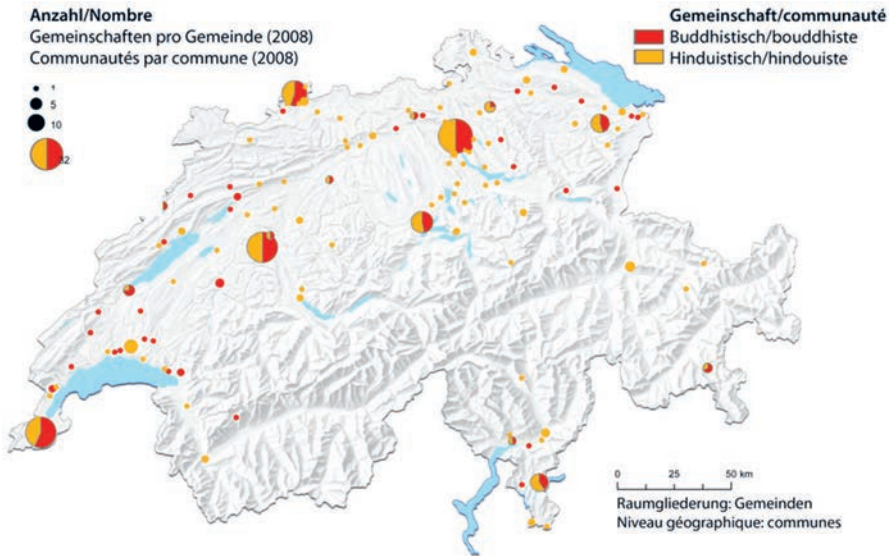 Anzahl/Nombre
Gemeinschaften pro Gemeinde (2008)
Communautés par commune (2008)
1
5
10
32
Gemeinschaft/communauté
Buddhistisch/bouddhiste
Hinduistisch/hindouiste
0 25 50 km
Raumgliederung: Gemeinden
Niveau géographique: communes